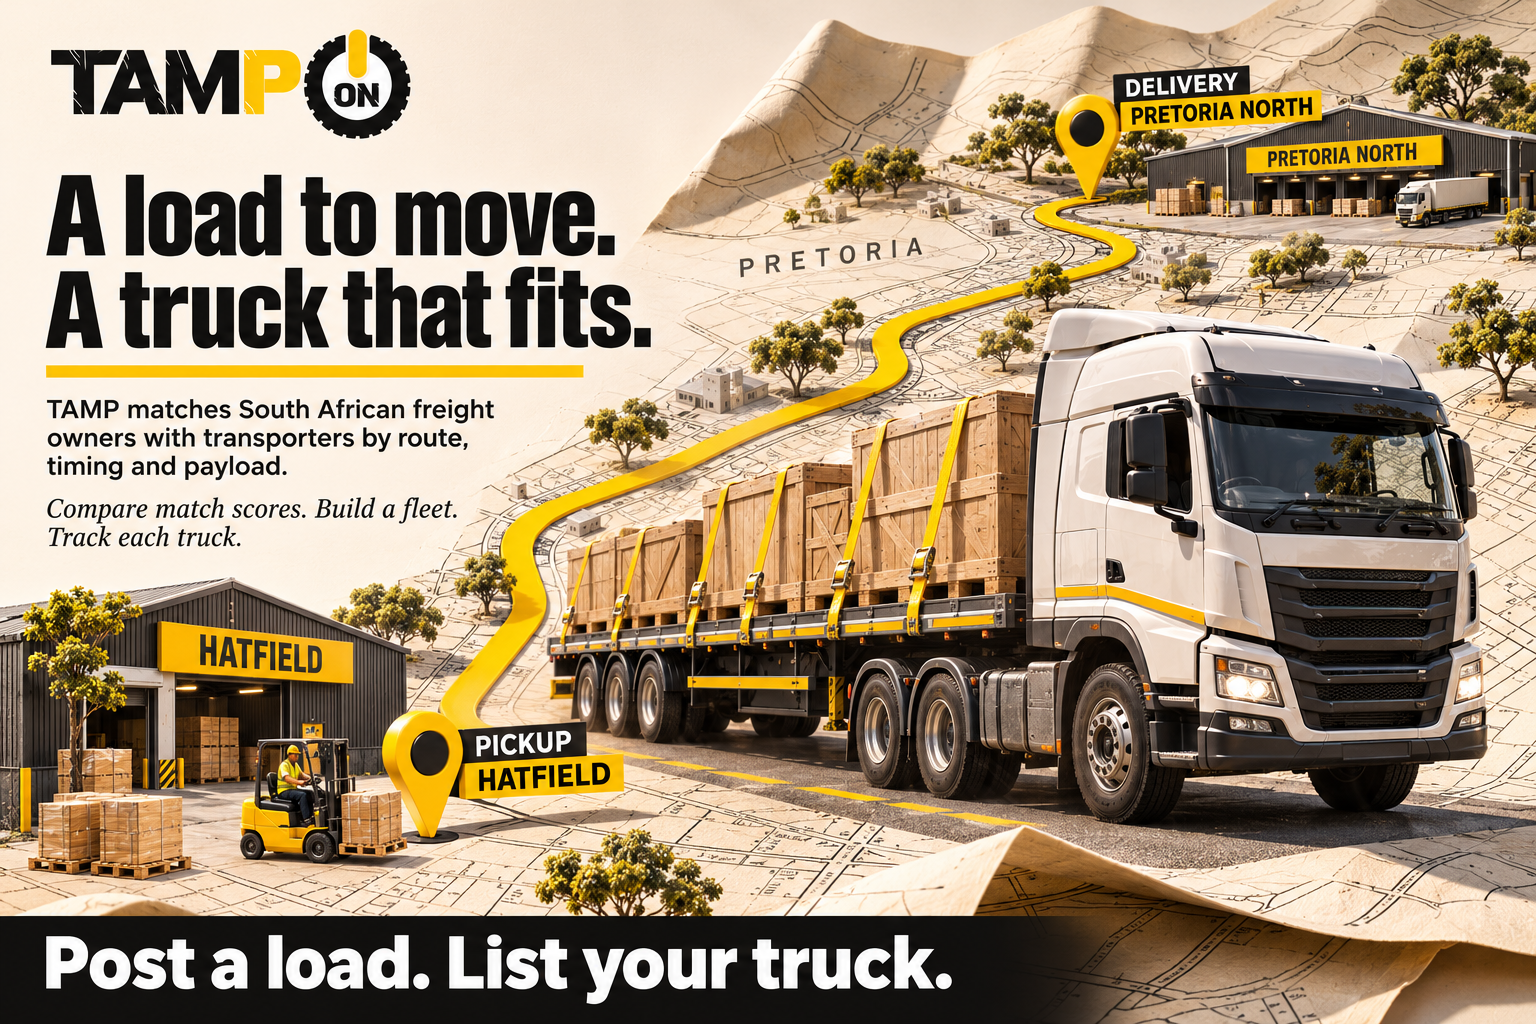 TAMP ON
A load to move.
A truck that fits.
TAMP matches South African freight
owners with transporters by route,
timing and payload.
Compare match scores. Build a fleet.
Track each truck.
DELIVERY
PRETORIA NORTH
PRETORIA NORTH
PRETORIA
HATFIELD
PICKUP
HATFIELD
Post a load. List your truck.